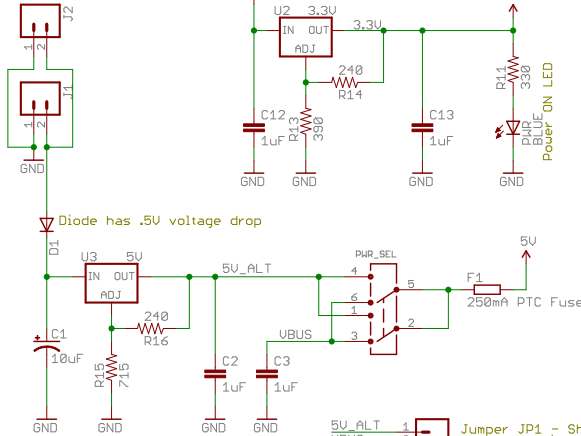 J2
1
2
J1
1
2
GND
U2
3.3V
IN
OUT
ADJ
3.3V
240
R14
C12
1uF
R13
390
C13
1uF
R11
330
PWR
BLUE
Power ON LED
GND
GND
GND
GND
Diode has .5V voltage drop
D1
U3
5V
IN
OUT
ADJ
5V_ALT
240
R16
C1
10uF
R15
715
C2
1uF
VBUS
C3
1uF
PWR_SEL
4
6
1
3
5
2
F1
250mA PTC Fuse
5V
GND
GND
GND
GND
5V_ALT
1
Jumper JP1 - Sh